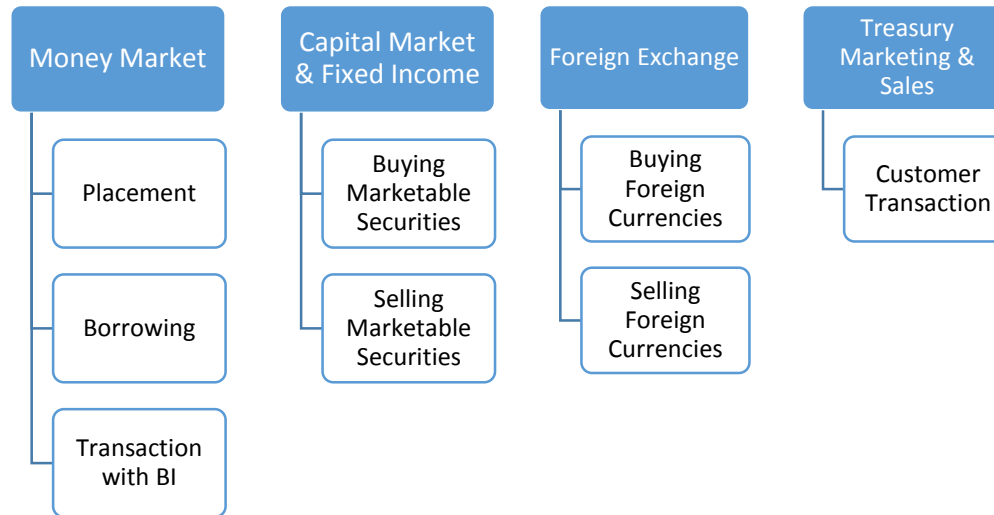 Money Market
Placement
Borrowing
Transaction
with BI
Capital Market
& Fixed Income
Buying
Marketable
Securities
Selling
Marketable
Securities
Foreign Exchange
Buying
Foreign
Currencies
Selling
Foreign
Currencies
Treasury
Marketing &
Sales
Customer
Transaction